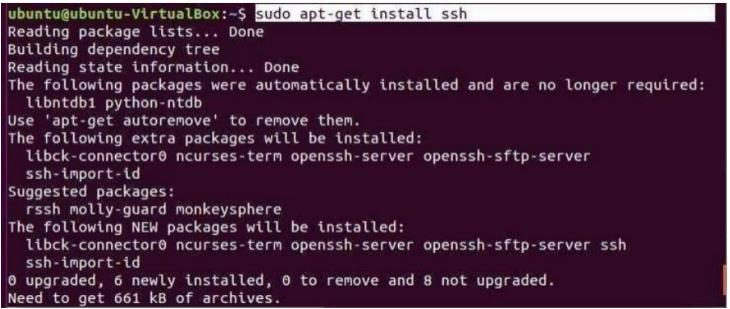 ubuntu@ubuntu-VirtualBox:~$ sudo apt-get install ssh
Reading package lists... Done
Building dependency tree
Reading state information... Done
The following packages were automatically installed and are no longer required:
  libntdb1 python-ntdb
Use 'apt-get autoremove' to remove them.
The following extra packages will be installed:
  libck-connector0 ncurses-term openssh-server openssh-sftp-server
  ssh-import-id
Suggested packages:
  rssh molly-guard monkeysphere
The following NEW packages will be installed:
  libck-connector0 ncurses-term openssh-server openssh-sftp-server ssh
  ssh-import-id
0 upgraded, 6 newly installed, 0 to remove and 8 not upgraded.
Need to get 661 kB of archives.